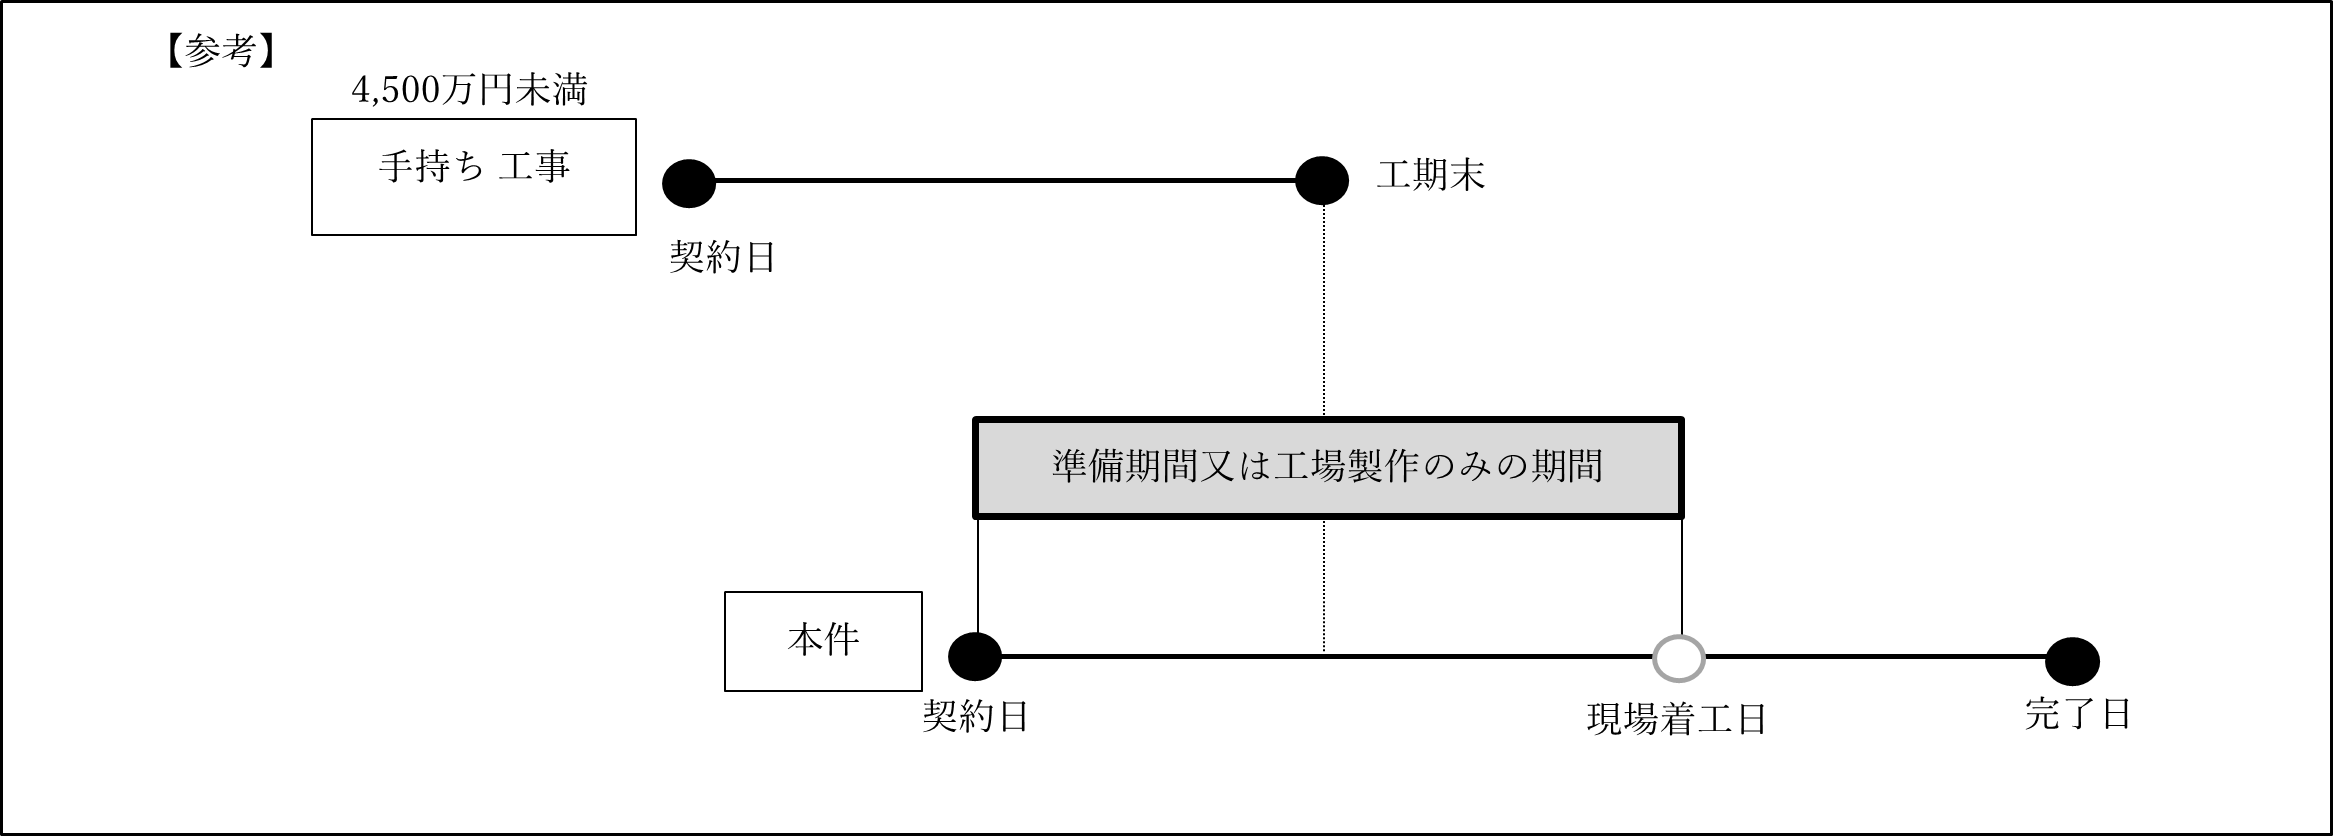 【参考】
4,500万円未満
手持ち 工事
工期末
契約日
準備期間又は工場製作のみの期間
本件
契約日
現場着工日
完了日